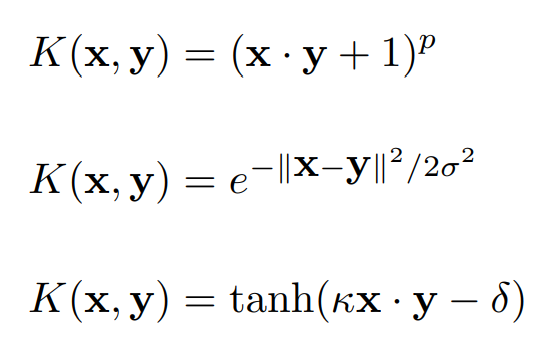 K(𝐱, 𝐲) = (𝐱 · 𝐲 + 1)ᵖ
K(𝐱, 𝐲) = e^{−‖𝐱−𝐲‖²/2σ²}
K(𝐱, 𝐲) = tanh(κ𝐱 · 𝐲 − δ)